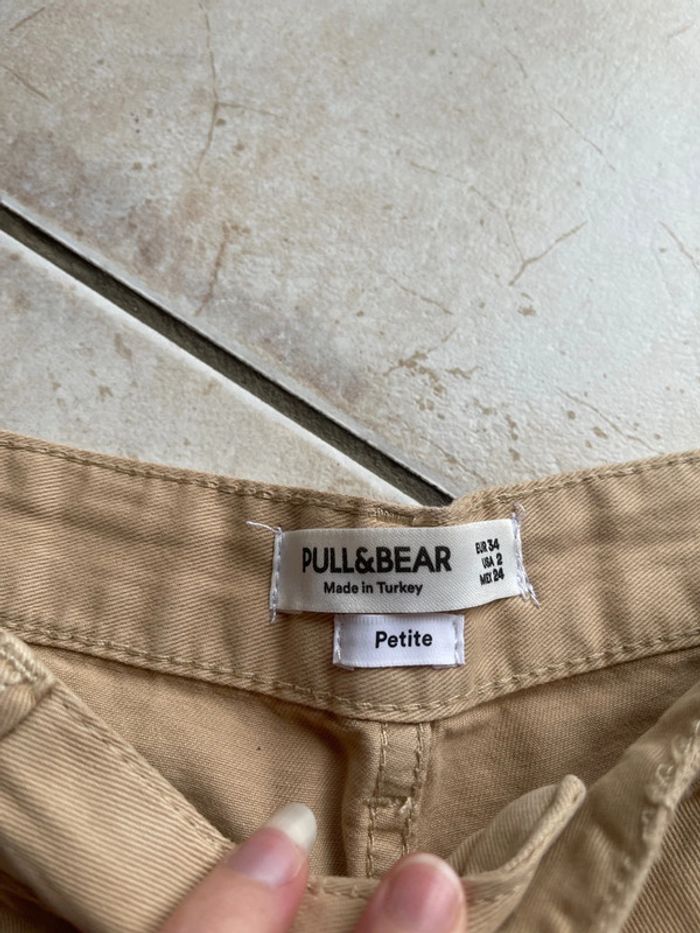 PULL&BEAR
Made in Turkey
EUR 34
USA 2
MEX 24
Petite